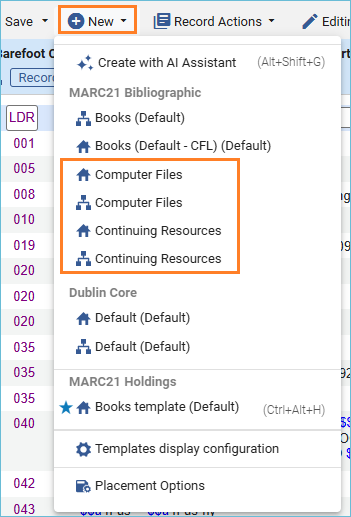 Save New Record Actions Editing
Barefoot
Record
Create with AI Assistant (Alt+Shift+G)
MARC21 Bibliographic
LDR
Books (Default)
001
Books (Default - CFL) (Default)
005
Computer Files
008
Computer Files
010
019
Continuing Resources
020
Continuing Resources
020
Dublin Core
020
Default (Default)
035
Default (Default)
035
MARC21 Holdings
035
Books template (Default) (Ctrl+Alt+H)
040
Templates display configuration
042
Placement Options
043